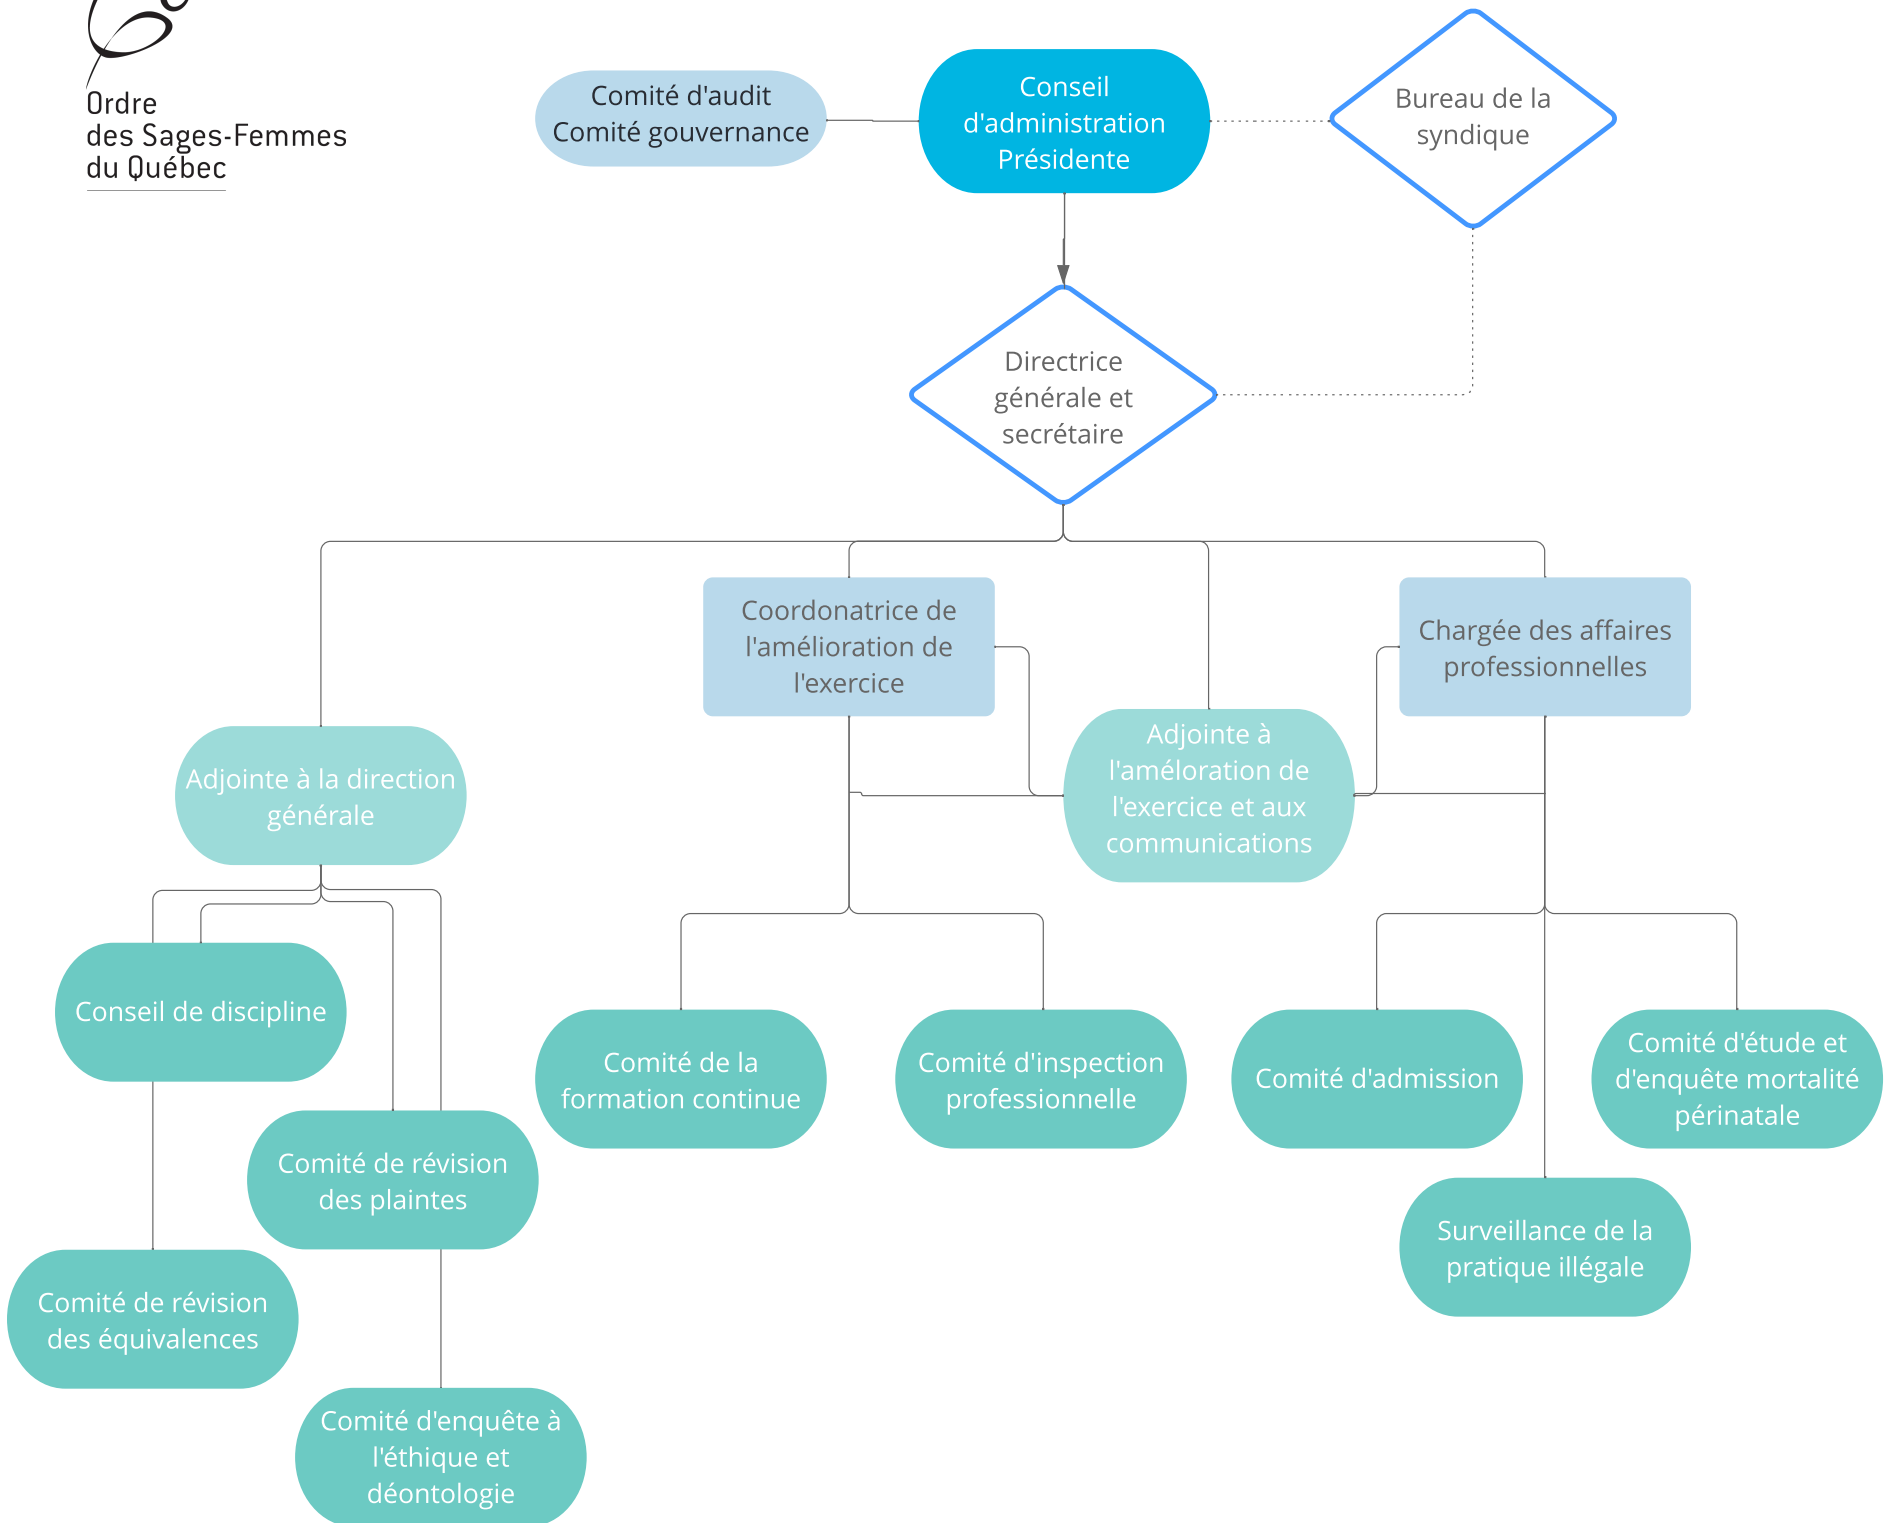 Ordre
des Sages-Femmes
du Québec
Comité d'audit
Comité gouvernance
Conseil
d'administration
Présidente
Bureau de la
syndique
Directrice
générale et
secrétaire
Coordonatrice de
l'amélioration de
l'exercice
Chargée des affaires
professionnelles
Adjointe à la direction
générale
Adjointe à
l'améloration de
l'exercice et aux
communications
Conseil de discipline
Comité de la
formation continue
Comité d'inspection
professionnelle
Comité d'admission
Comité d'étude et
d'enquête mortalité
périnatale
Comité de révision
des plaintes
Surveillance de la
pratique illégale
Comité de révision
des équivalences
Comité d'enquête à
l'éthique et
déontologie